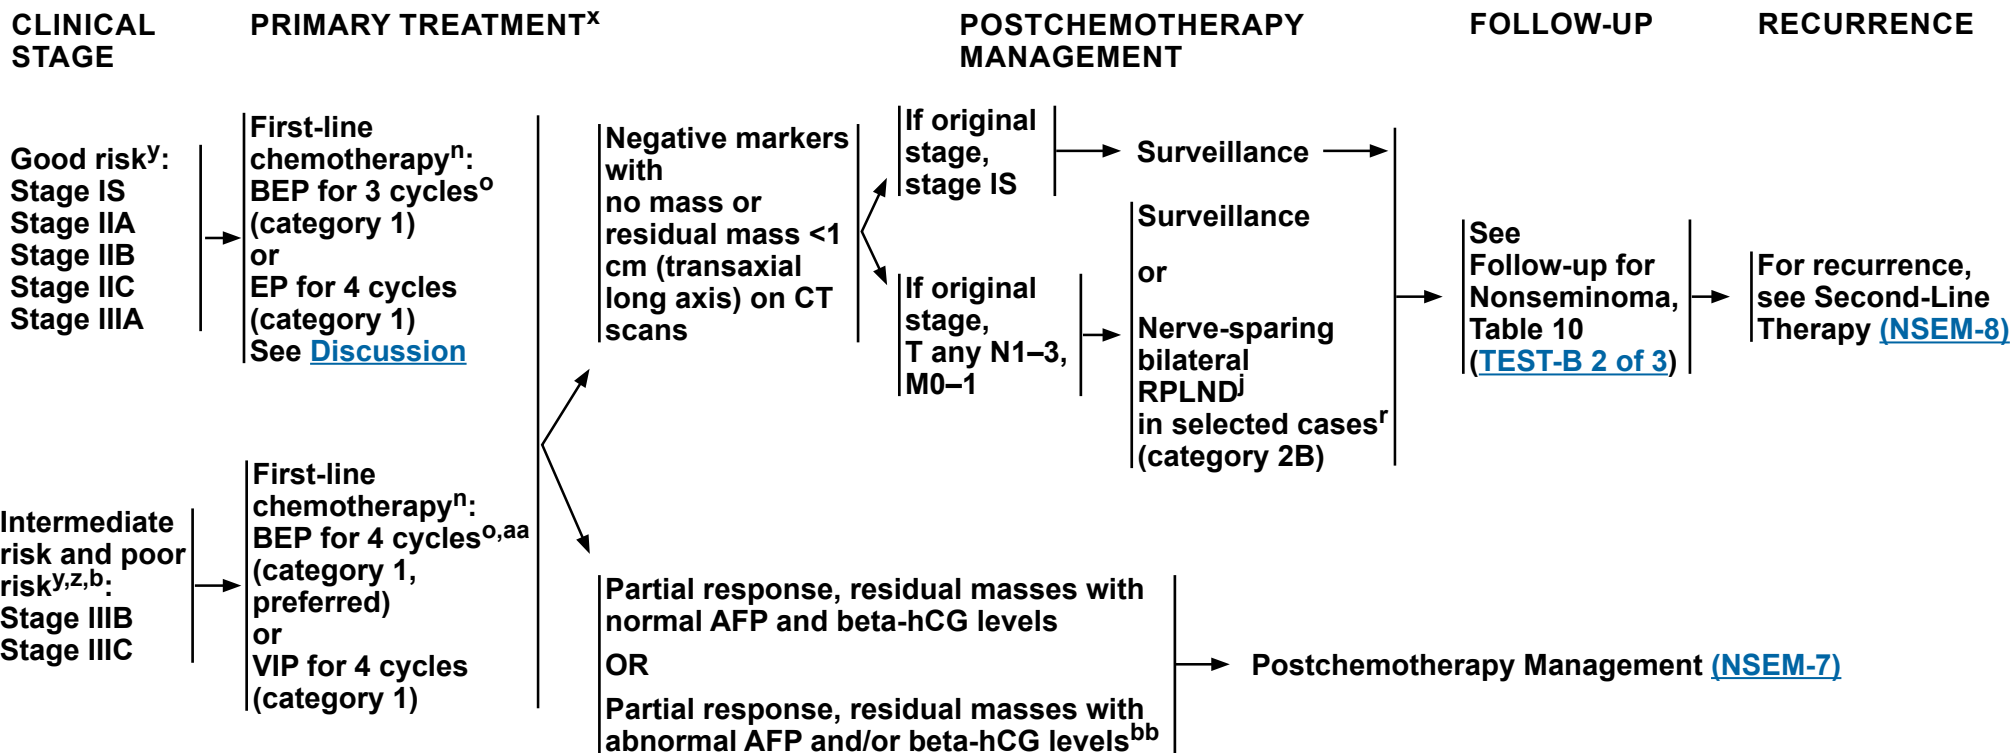 CLINICAL
STAGE
PRIMARY TREATMENTx
POSTCHEMOTHERAPY
MANAGEMENT
FOLLOW-UP
RECURRENCE
Good risky:
Stage IS
Stage IIA
Stage IIB
Stage IIC
Stage IIIA
First-line
chemotherapyn:
BEP for 3 cycleso
(category 1)
or
EP for 4 cycles
(category 1)
See Discussion
Negative markers
with
no mass or
residual mass <1
cm (transaxial
long axis) on CT
scans
If original
stage,
stage IS
Surveillance
If original
stage,
T any N1–3,
M0–1
Surveillance
or
Nerve-sparing
bilateral
RPLNDj
in selected casesr
(category 2B)
See
Follow-up for
Nonseminoma,
Table 10
(TEST-B 2 of 3)
For recurrence,
see Second-Line
Therapy (NSEM-8)
Intermediate
risk and poor
risky,z,b:
Stage IIIB
Stage IIIC
First-line
chemotherapyn:
BEP for 4 cycleso,aa
(category 1,
preferred)
or
VIP for 4 cycles
(category 1)
Partial response, residual masses with
normal AFP and beta-hCG levels
OR
Partial response, residual masses with
abnormal AFP and/or beta-hCG levelsbb
Postchemotherapy Management (NSEM-7)